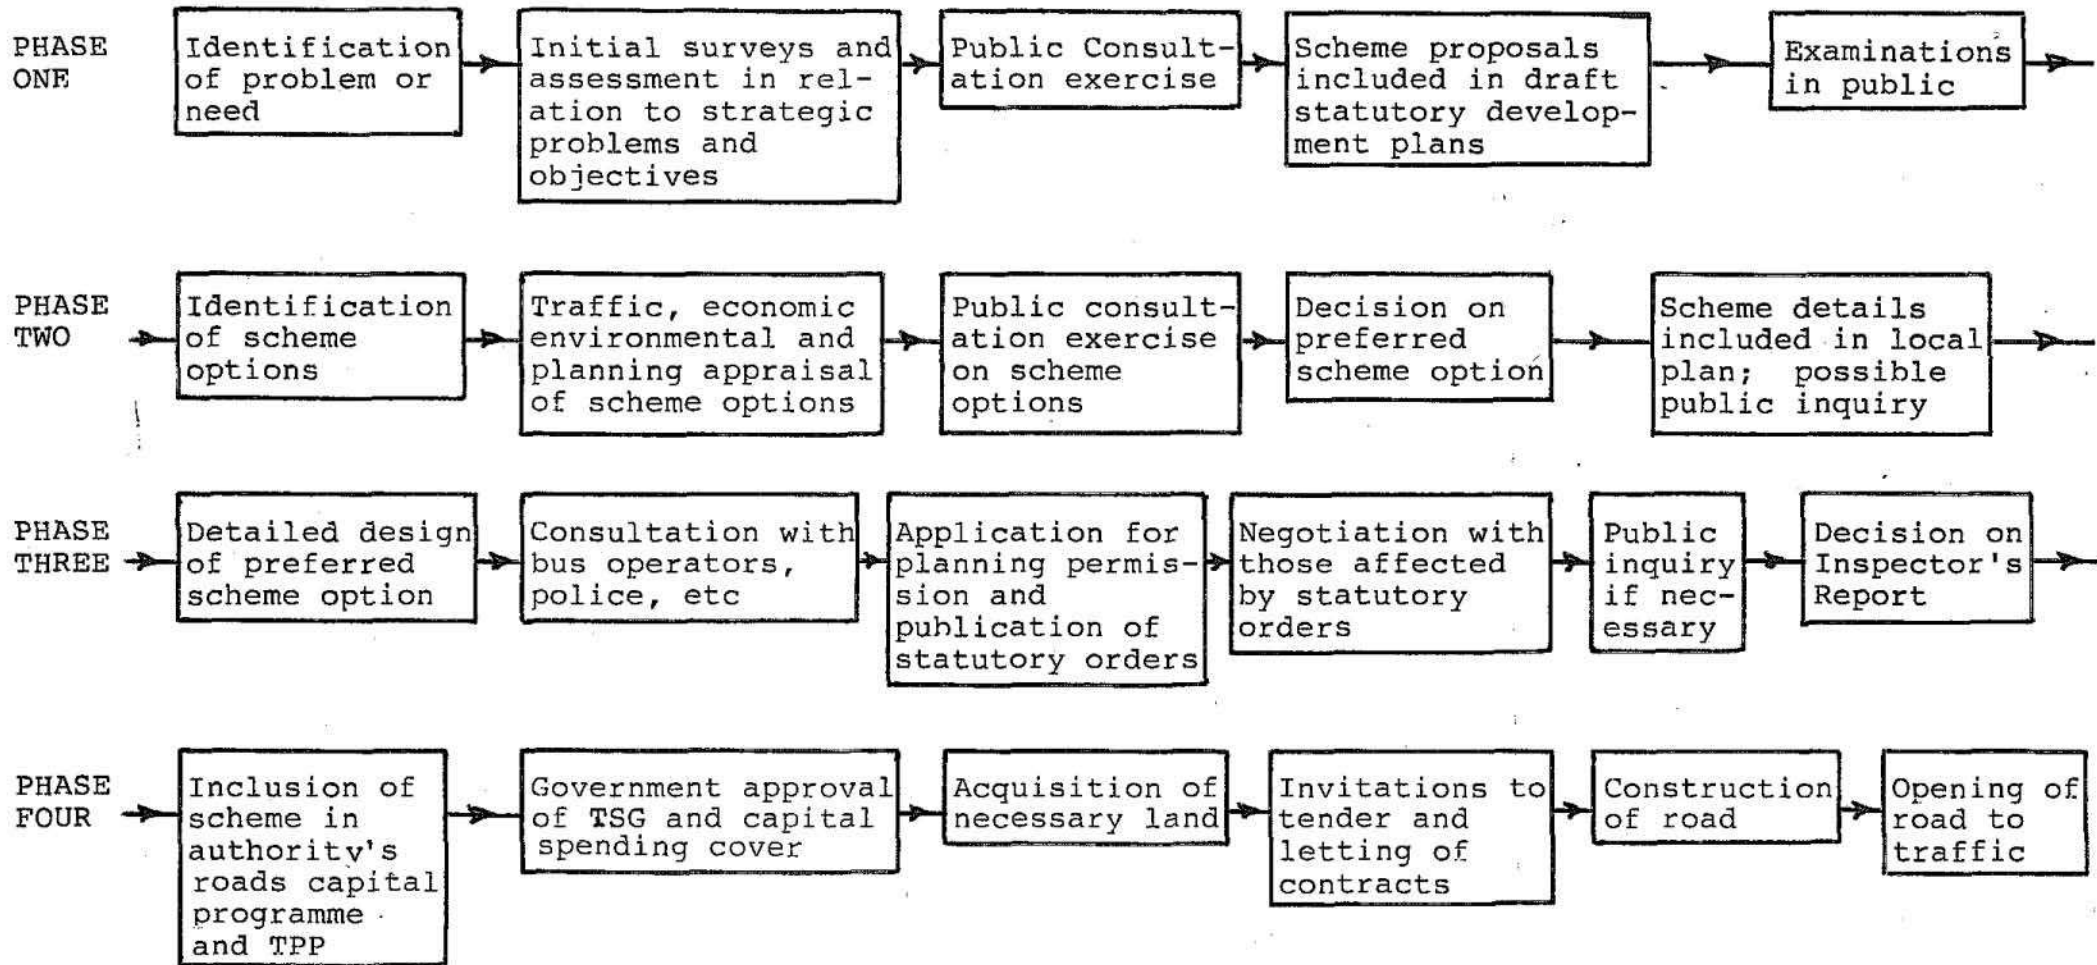 PHASE
ONE
Identification
of problem or
need
Initial surveys and
assessment in rel-
ation to strategic
problems and
objectives
Public Consult-
ation exercise
Scheme proposals
included in draft
statutory develop-
ment plans
Examinations
in public
PHASE
TWO
Identification
of scheme
options
Traffic, economic
environmental and
planning appraisal
of scheme options
Public consult-
ation exercise
on scheme
options
Decision on
preferred
scheme option
Scheme details
included in local
plan; possible
public inquiry
PHASE
THREE
Detailed design
of preferred
scheme option
Consultation with
bus operators,
police, etc
Application for
planning permis-
sion and
publication of
statutory orders
Negotiation with
those affected
by statutory
orders
Public
inquiry
if nec-
essary
Decision on
Inspector's
Report
PHASE
FOUR
Inclusion of
scheme in
authority's
roads capital
programme
and TPP
Government approval
of TSG and capital
spending cover
Acquisition of
necessary land
Invitations to
tender and
letting of
contracts
Construction
of road
Opening of
road to
traffic